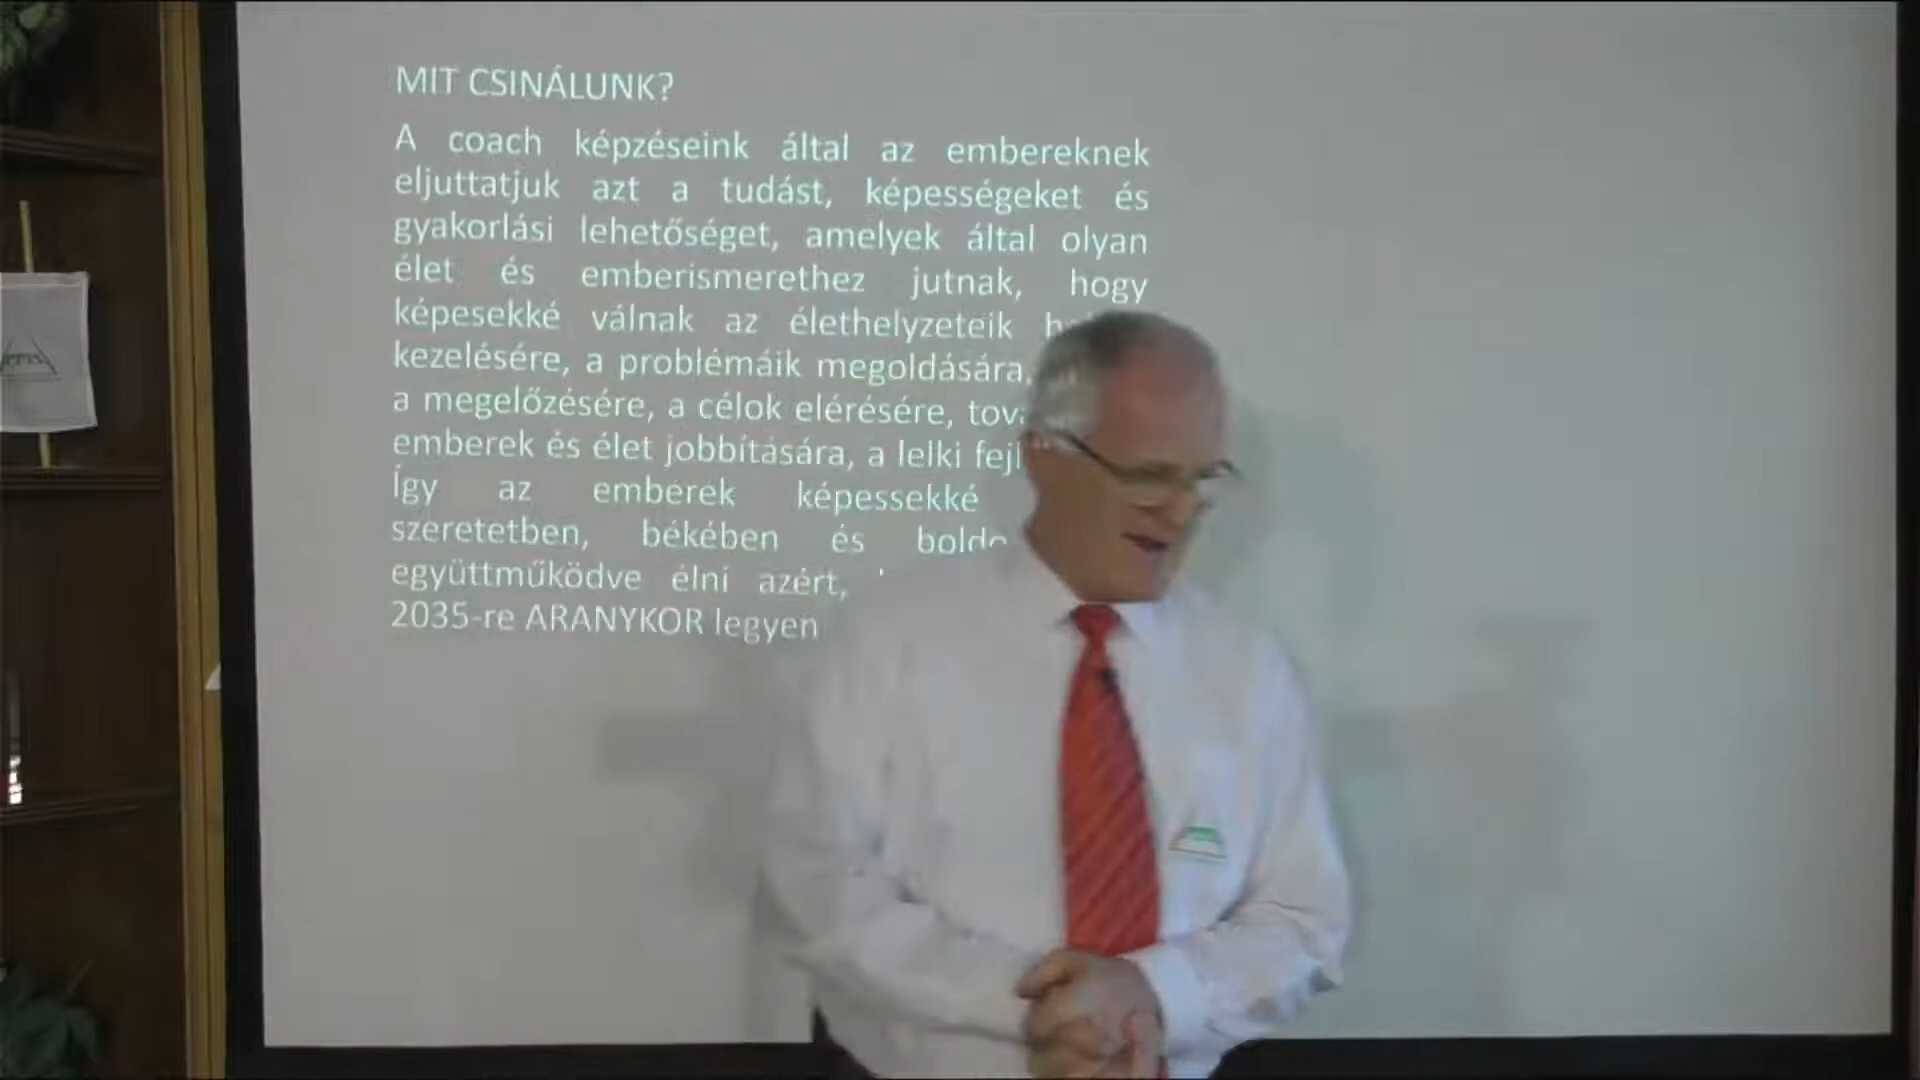 MIT CSINÁLUNK?
A coach képzéseink által az embereknek
eljuttatjuk azt a tudást, képességeket és
gyakorlási lehetőséget, amelyek által olyan
élet és emberismerethez jutnak, hogy
képesekké válnak az élethelyzeteik
kezelésére, a problémáik megoldására,
a megelőzésére, a célok elérésére,
emberek és élet jobbítására, a lelki
Így az emberek képessekké
szeretetben, békében és
együttműködve élni azért,
2035-re ARANYKOR legyen